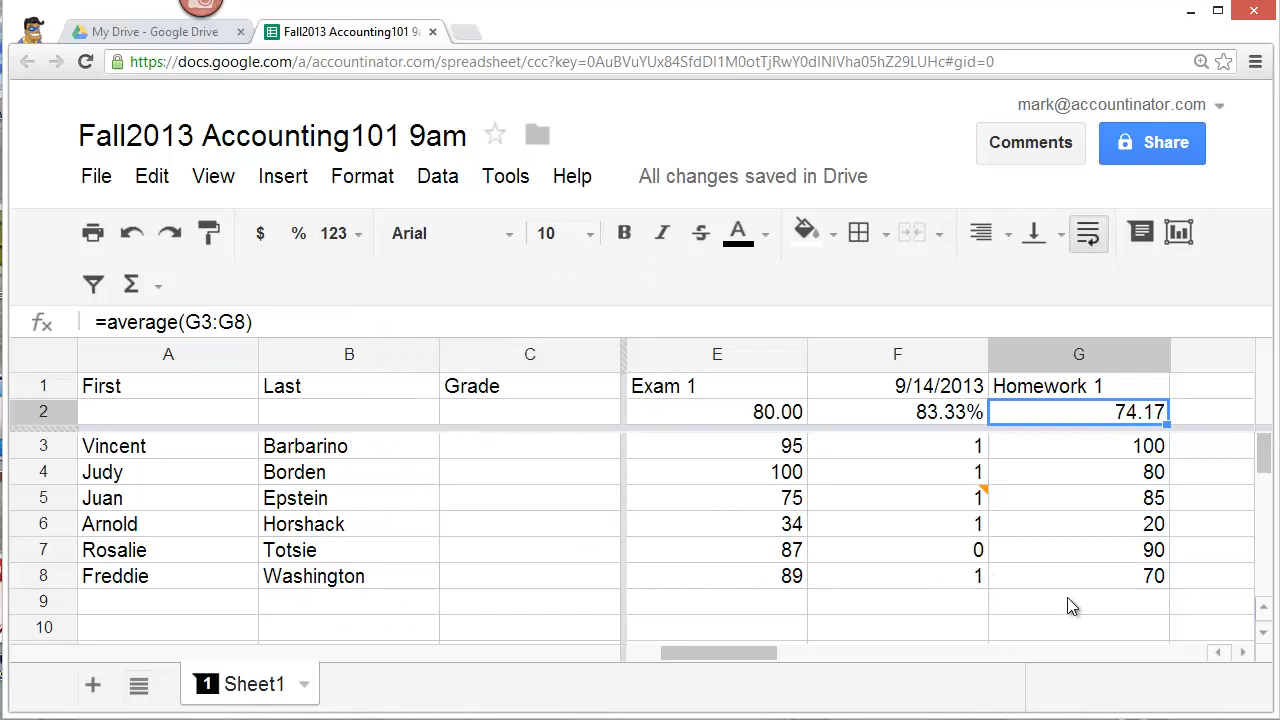 My Drive - Google Drive × Fall2013 Accounting101 9a ×
https://docs.google.com/a/accountinator.com/spreadsheet/ccc?key=0AuBVuYUx84SfdDI1M0otTjRwY0dINIVha05hZ29LUHc#gid=0
mark@accountinator.com
Fall2013 Accounting101 9am
Comments Share
File Edit View Insert Format Data Tools Help All changes saved in Drive
$ % 123 Arial 10 B I S A
Σ
fx =average(G3:G8)
A B C E F G
1 First Last Grade Exam 1 9/14/2013 Homework 1
2 80.00 83.33% 74.17
3 Vincent Barbarino 95 1 100
4 Judy Borden 100 1 80
5 Juan Epstein 75 1 85
6 Arnold Horshack 34 1 20
7 Rosalie Totsie 87 0 90
8 Freddie Washington 89 1 70
9
10
+ 1 Sheet1